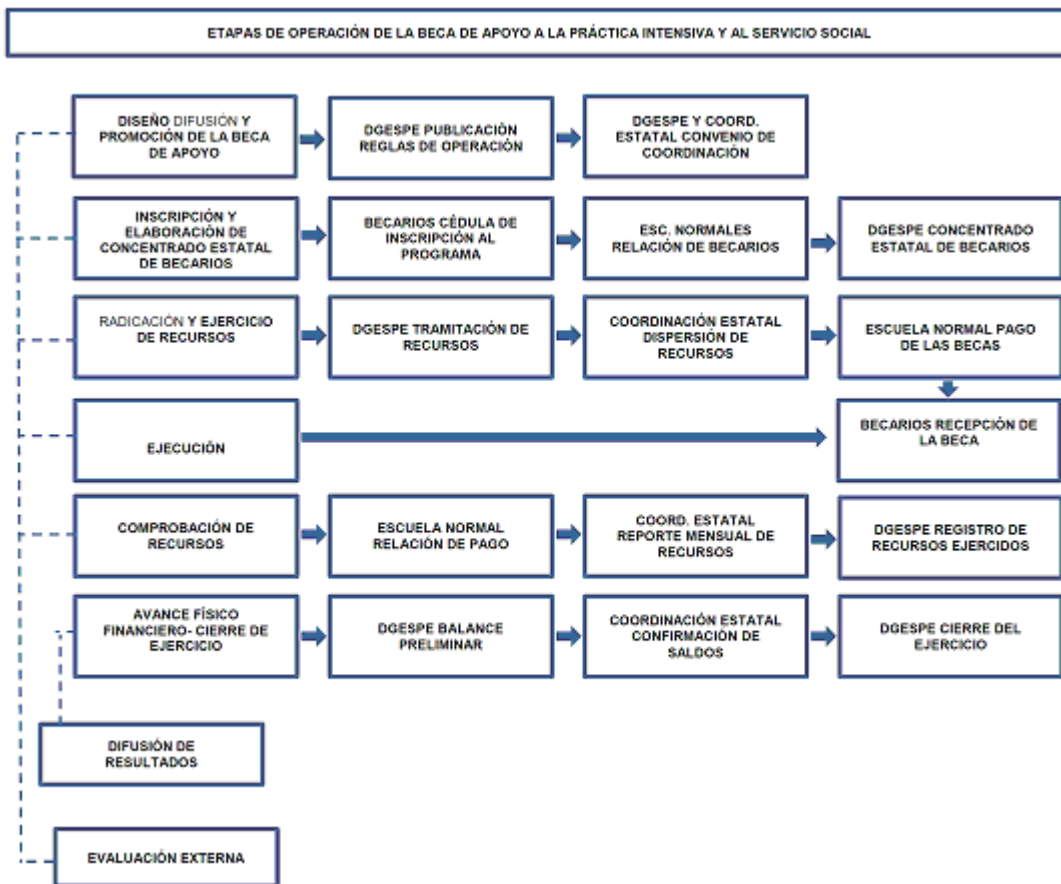 ETAPAS DE OPERACIÓN DE LA BECA DE APOYO A LA PRÁCTICA INTENSIVA Y AL SERVICIO SOCIAL
DISEÑO DIFUSIÓN Y
PROMOCIÓN DE LA BECA
DE APOYO
DGESPE PUBLICACIÓN
REGLAS DE OPERACIÓN
DGESPE Y COORD.
ESTATAL CONVENIO DE
COORDINACIÓN
INSCRIPCIÓN Y
ELABORACIÓN DE
CONCENTRADO ESTATAL
DE BECARIOS
BECARIOS CÉDULA DE
INSCRIPCIÓN AL
PROGRAMA
ESC. NORMALES
RELACIÓN DE BECARIOS
DGESPE CONCENTRADO
ESTATAL DE BECARIOS
RADICACIÓN Y EJERCICIO
DE RECURSOS
DGESPE TRAMITACIÓN DE
RECURSOS
COORDINACIÓN ESTATAL
DISPERSIÓN DE
RECURSOS
ESCUELA NORMAL PAGO
DE LAS BECAS
EJECUCIÓN
BECARIOS RECEPCIÓN DE
LA BECA
COMPROBACIÓN DE
RECURSOS
ESCUELA NORMAL
RELACIÓN DE PAGO
COORD. ESTATAL
REPORTE MENSUAL DE
RECURSOS
DGESPE REGISTRO DE
RECURSOS EJERCIDOS
AVANCE FÍSICO
FINANCIERO- CIERRE DE
EJERCICIO
DGESPE BALANCE
PRELIMINAR
COORDINACIÓN ESTATAL
CONFIRMACIÓN DE
SALDOS
DGESPE CIERRE DEL
EJERCICIO
DIFUSIÓN DE
RESULTADOS
EVALUACIÓN EXTERNA